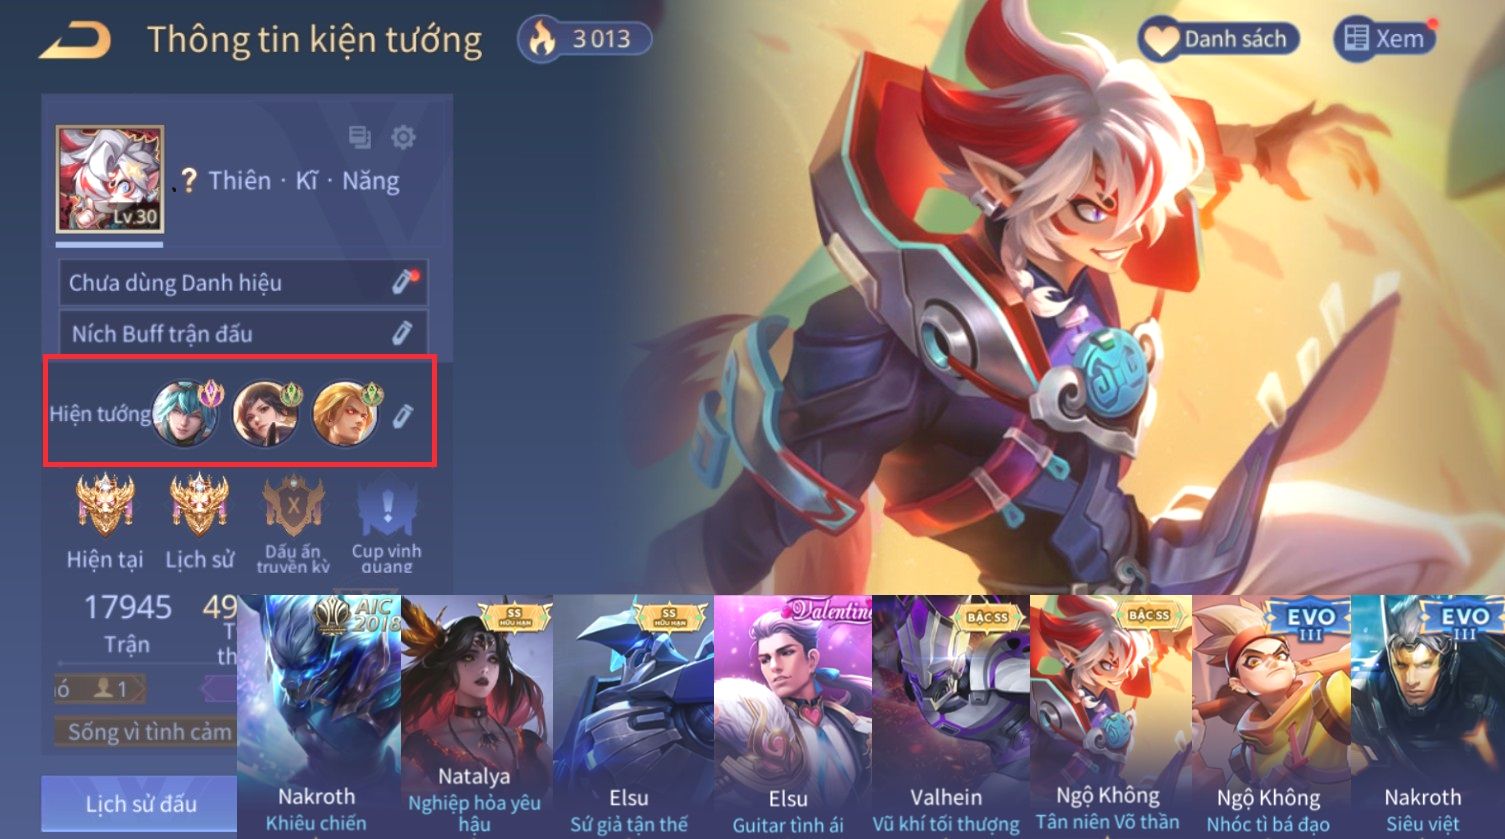 Thông tin kiện tướng
3013
Danh sách
Xem
Lv.30
? Thiên · Kĩ · Năng
Chưa dùng Danh hiệu
Ních Buff trận đấu
Hiện tướng
X
Hiện tại
Lịch sử
Dấu ấn
truyền kỳ
Cup vinh
quang
17945
49
Trận
T
th
ó
1
Sống vì tình cảm
Lịch sử đấu
AIC
2018
Nakroth
Khiêu chiến
SS
HỮU HẠN
Natalya
Nghiệp hỏa yêu
hậu
SS
HỮU HẠN
Elsu
Sứ giả tận thế
Valentine
Elsu
Guitar tình ái
BẬC SS
Valhein
Vũ khí tối thượng
BẬC SS
Ngộ Không
Tân niên Võ thần
EVO
III
Ngộ Không
Nhóc tì bá đạo
EVO
III
Nakroth
Siêu việt